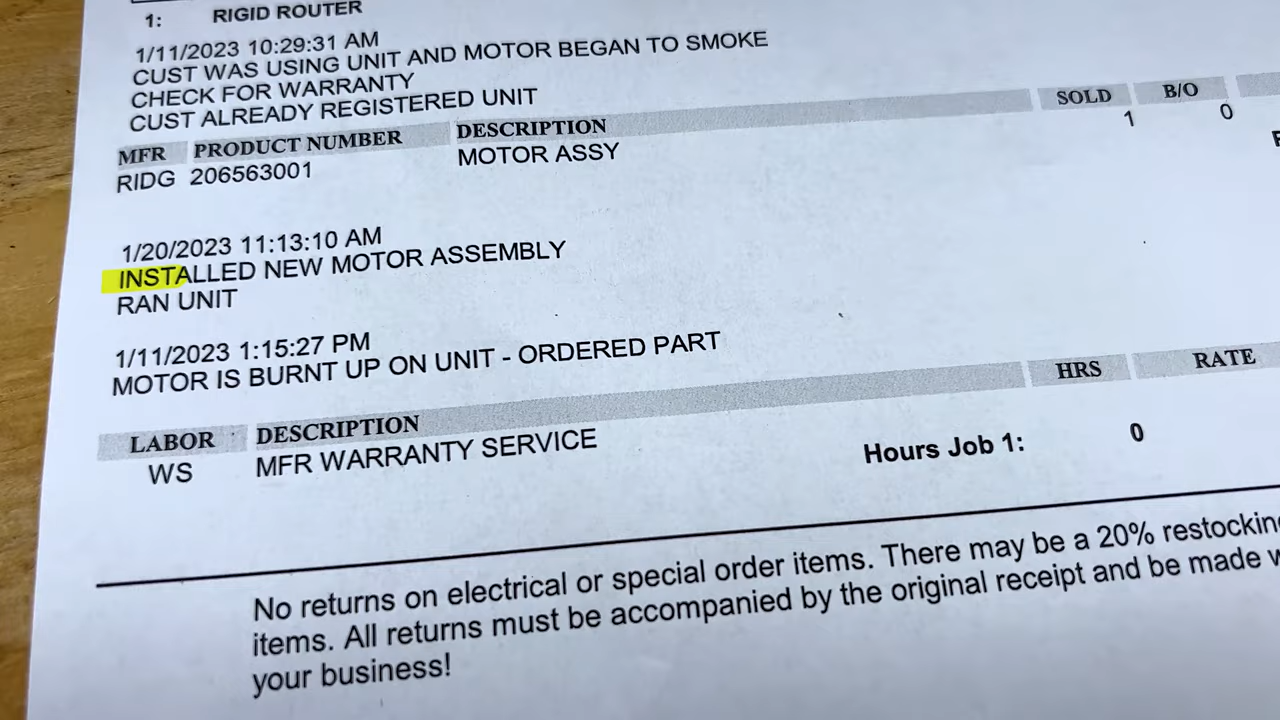 1: RIGID ROUTER
1/11/2023 10:29:31 AM
CUST WAS USING UNIT AND MOTOR BEGAN TO SMOKE
CHECK FOR WARRANTY
CUST ALREADY REGISTERED UNIT
MFR PRODUCT NUMBER DESCRIPTION SOLD B/O
RIDG 206563001 MOTOR ASSY 1 0
1/20/2023 11:13:10 AM
INSTALLED NEW MOTOR ASSEMBLY
RAN UNIT
1/11/2023 1:15:27 PM
MOTOR IS BURNT UP ON UNIT - ORDERED PART
LABOR DESCRIPTION HRS RATE
WS MFR WARRANTY SERVICE
Hours Job 1: 0
No returns on electrical or special order items. There may be a 20% restockin
items. All returns must be accompanied by the original receipt and be made w
your business!